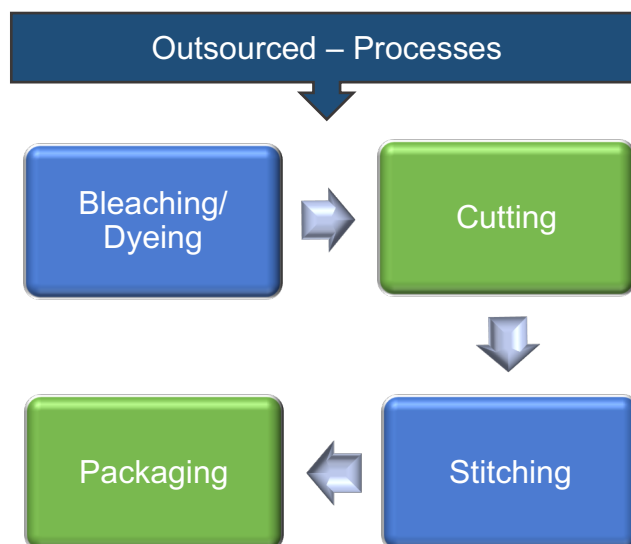 Outsourced – Processes
Bleaching/
Dyeing
Cutting
Packaging
Stitching